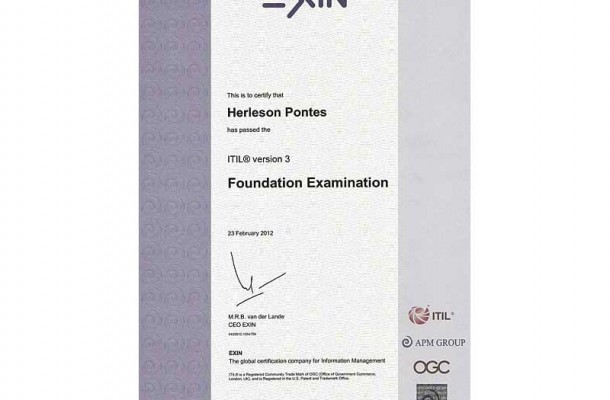 EXIN
This is to certify that
Herleson Pontes
has passed the
ITIL® version 3
Foundation Examination
23 February 2012
M.R.B. van der Lande
CEO EXIN
ITIL®
APM GROUP
OGC
EXIN
The global certification company for Information Management
ITIL® is a Registered Community Trade Mark of OGC (Office of Government Commerce,
London, UK), and is Registered in the U.S. Patent and Trademark Office.